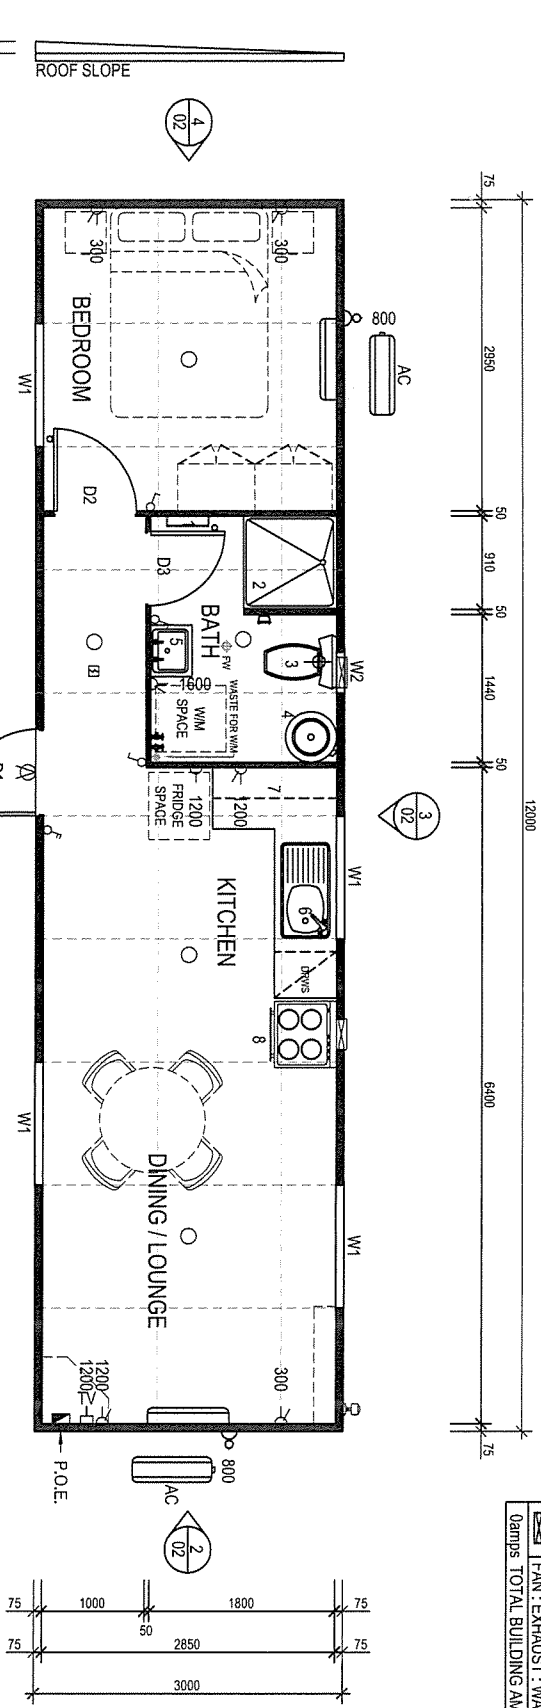 ROOF SLOPE
4
02
75
2950
50
910
50
1440
50
6400
75
12000
300
300
800
AC
BEDROOM
W1
D2
D3
2
BATH
5
FW
3
W2
4
1600
WASTE FOR W/M
W/M
SPACE
FRIDGE
SPACE
1200
1200
7
3
02
W1
KITCHEN
6
DRWS
8
W1
DINING / LOUNGE
W1
1200
1200
300
P.O.E.
800
AC
2
02
FAN : EXHAUST : WA
0amps TOTAL BUILDING AM
75
1000
50
1800
75
75
2850
75
3000